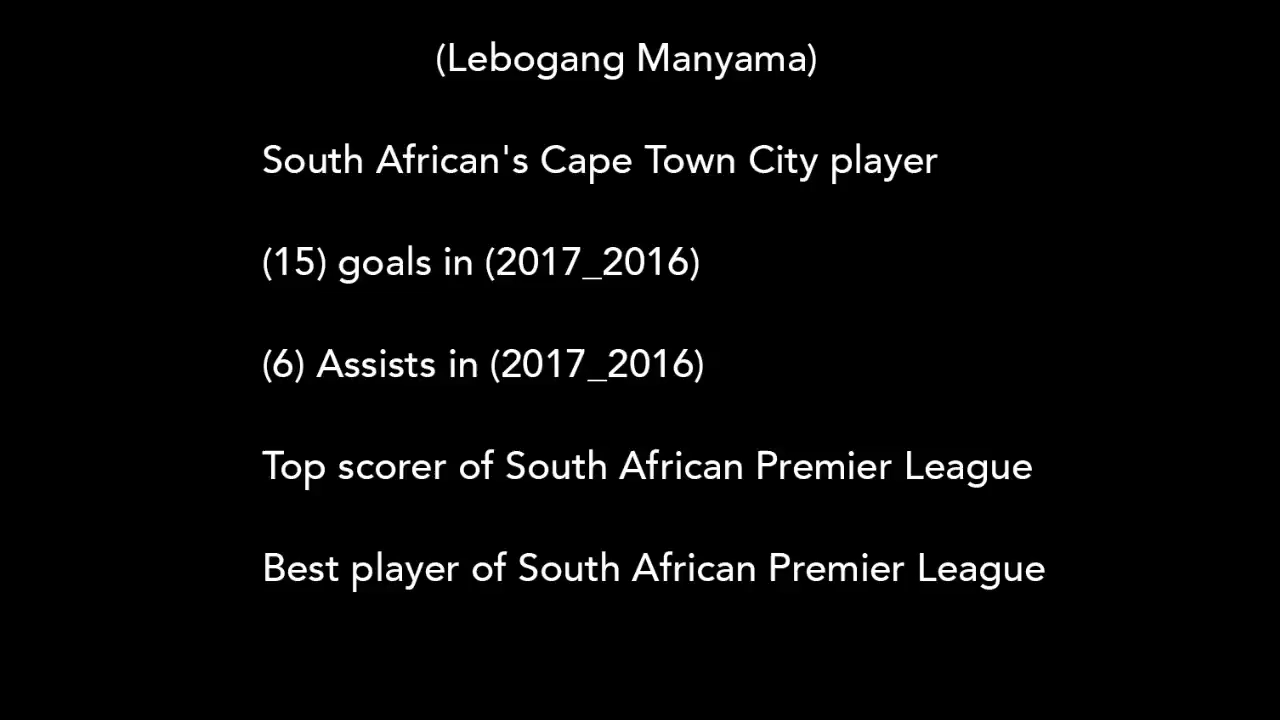 (Lebogang Manyama)
South African's Cape Town City player
(15) goals in (2017_2016)
(6) Assists in (2017_2016)
Top scorer of South African Premier League
Best player of South African Premier League